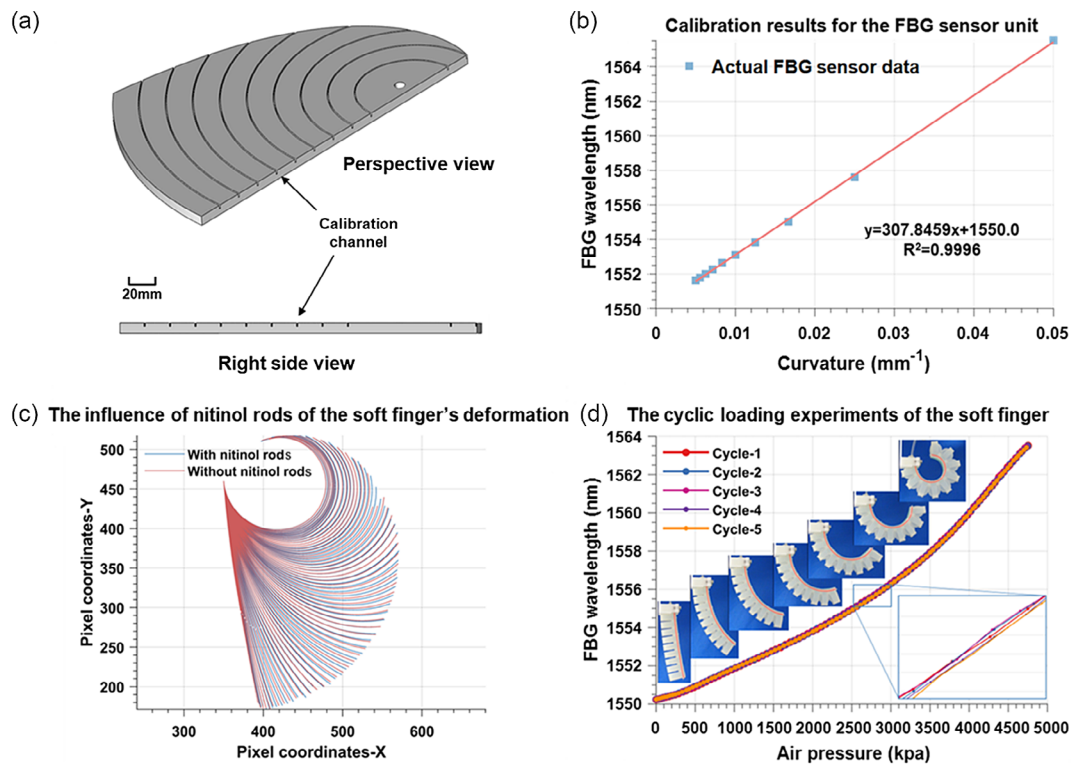 (a)
Perspective view
Calibration
channel
20mm
Right side view
(b)
Calibration results for the FBG sensor unit
Actual FBG sensor data
y=307.8459x+1550.0
R²=0.9996
FBG wavelength (nm)
1564
1562
1560
1558
1556
1554
1552
1550
0 0.01 0.02 0.03 0.04 0.05
Curvature (mm⁻¹)
(c) The influence of nitinol rods of the soft finger's deformation
With nitinol rods
Without nitinol rods
Pixel coordinates-Y
500
450
400
350
300
250
200
300 400 500 600
Pixel coordinates-X
(d) The cyclic loading experiments of the soft finger
Cycle-1
Cycle-2
Cycle-3
Cycle-4
Cycle-5
FBG wavelength (nm)
1564
1562
1560
1558
1556
1554
1552
1550
0 500 1000 1500 2000 2500 3000 3500 4000 4500 5000
Air pressure (kpa)